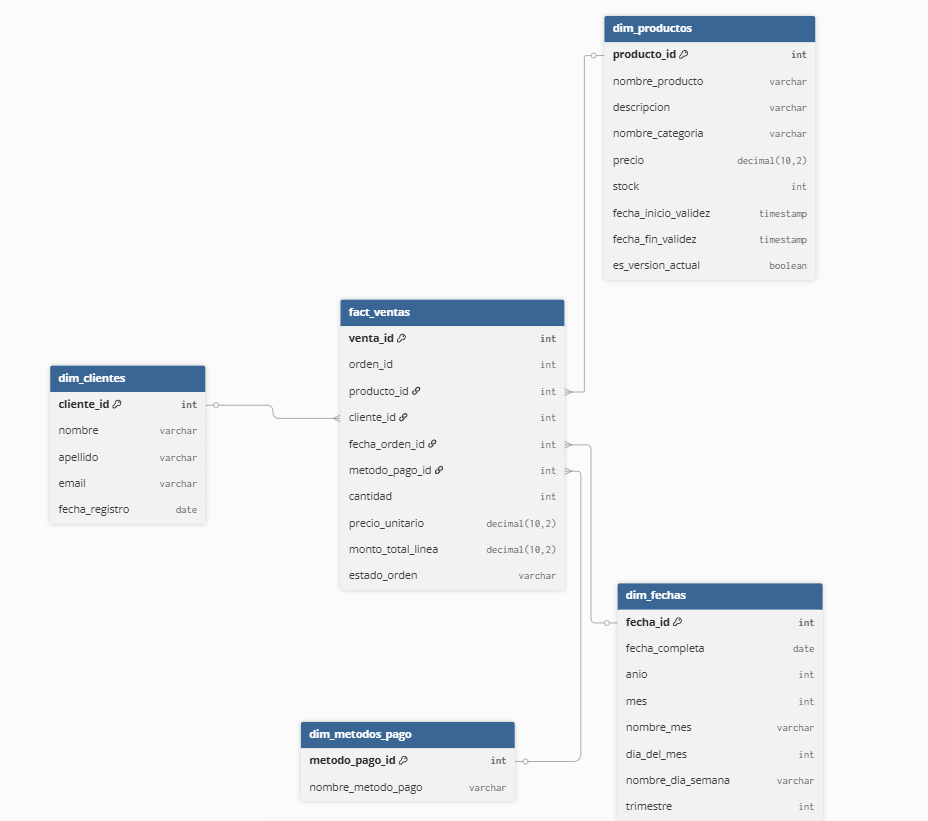 dim_productos
producto_id int
nombre_producto varchar
descripcion varchar
nombre_categoria varchar
precio decimal(10,2)
stock int
fecha_inicio_validez timestamp
fecha_fin_validez timestamp
es_version_actual boolean
fact_ventas
venta_id int
orden_id int
producto_id int
cliente_id int
fecha_orden_id int
metodo_pago_id int
cantidad int
precio_unitario decimal(10,2)
monto_total_linea decimal(10,2)
estado_orden varchar
dim_clientes
cliente_id int
nombre varchar
apellido varchar
email varchar
fecha_registro date
dim_fechas
fecha_id int
fecha_completa date
anio int
mes int
nombre_mes varchar
dia_del_mes int
nombre_dia_semana varchar
trimestre int
dim_metodos_pago
metodo_pago_id int
nombre_metodo_pago varchar